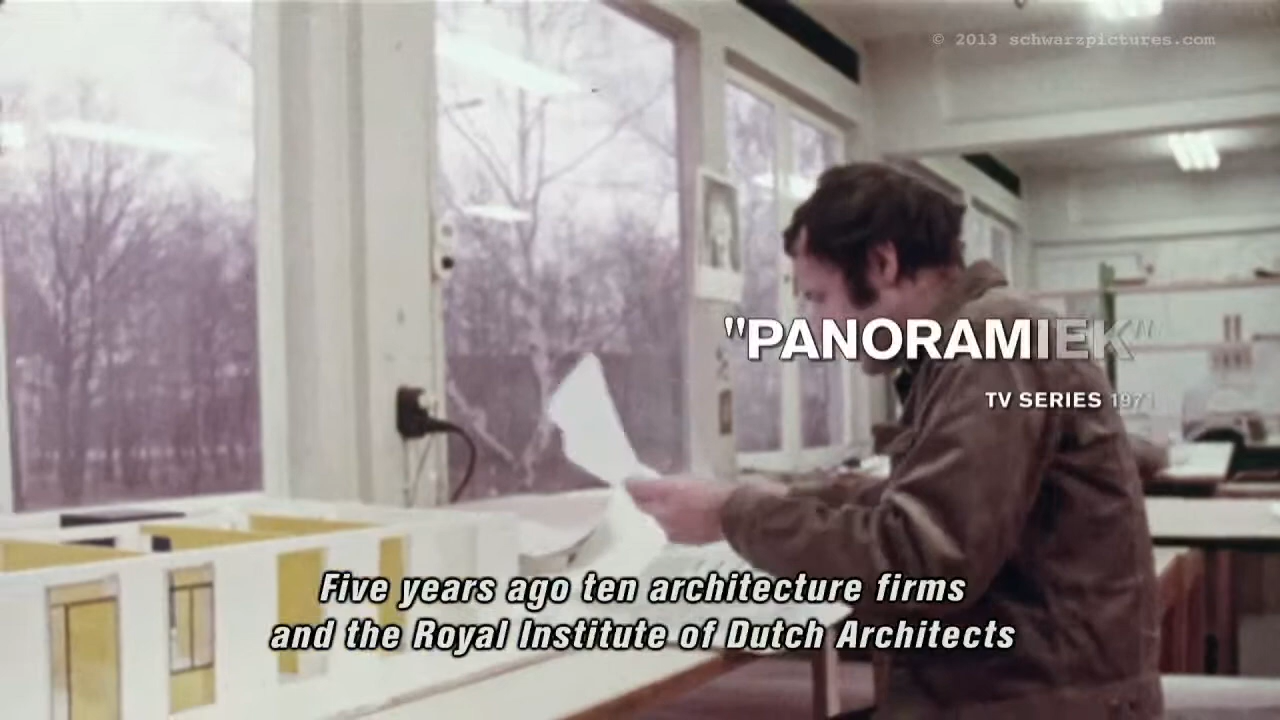 © 2013 schwarzpictures.com
"PANORAMIEK"
TV SERIES 1971
Five years ago ten architecture firms
and the Royal Institute of Dutch Architects